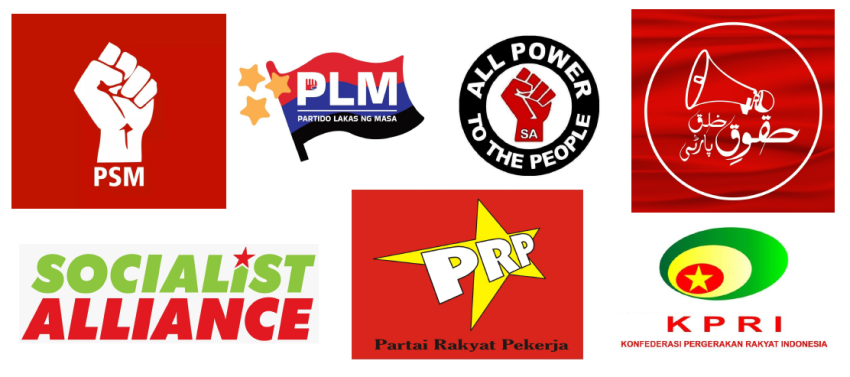 PSM
PLM
PARTIDO LAKAS NG MASA
ALL POWER
TO THE PEOPLE
SA
حقوقِ خلق پارٹی
SOCIALIST
ALLIANCE
PRP
Partai Rakyat Pekerja
KPRI
KONFEDERASI PERGERAKAN RAKYAT INDONESIA